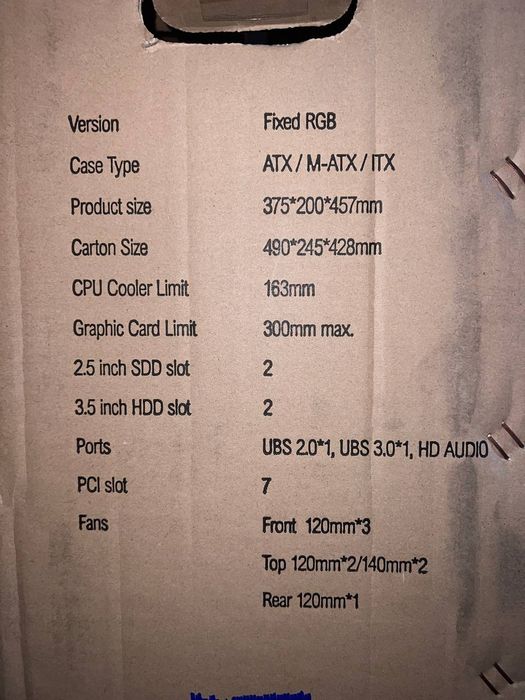 Version Fixed RGB
Case Type ATX / M-ATX / ITX
Product size 375*200*457mm
Carton Size 490*245*428mm
CPU Cooler Limit 163mm
Graphic Card Limit 300mm max.
2.5 inch SDD slot 2
3.5 inch HDD slot 2
Ports UBS 2.0*1, UBS 3.0*1, HD AUDIO
PCI slot 7
Fans Front 120mm*3
Top 120mm*2/140mm*2
Rear 120mm*1